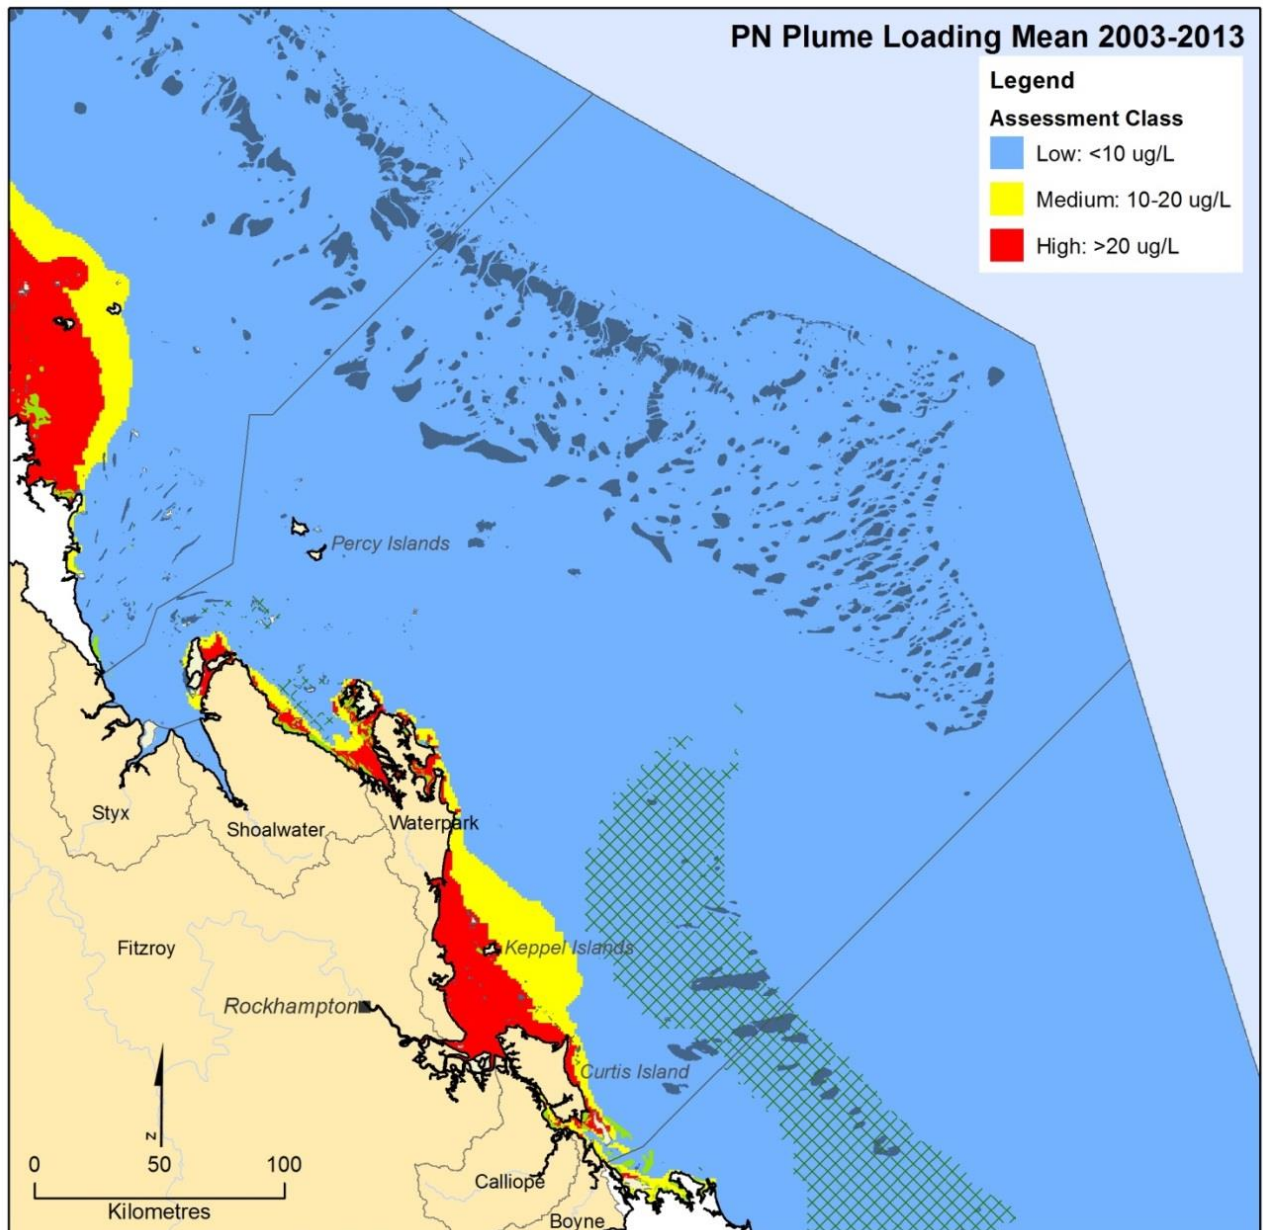 PN Plume Loading Mean 2003-2013
Legend
Assessment Class
Low: <10 ug/L
Medium: 10-20 ug/L
High: >20 ug/L
Percy Islands
Styx
Shoalwater
Waterpark
Fitzroy
Keppel Islands
Rockhampton
Curtis Island
N
0 50 100
Kilometres
Calliope
Boyne